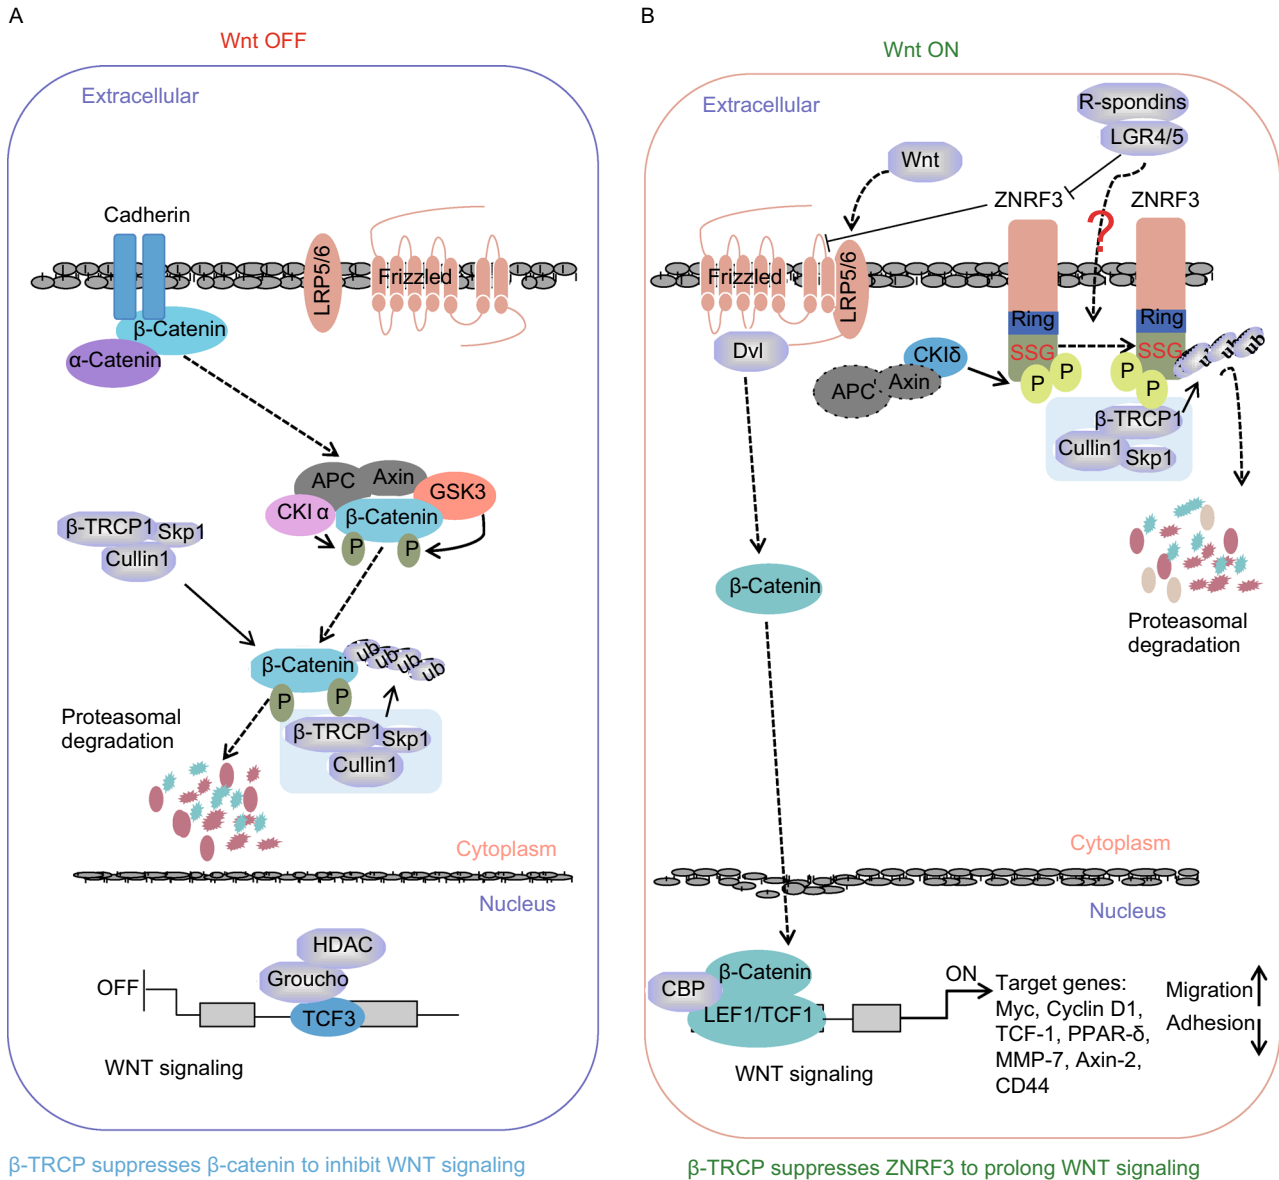 A
Wnt OFF
Extracellular
Cadherin
LRP5/6
Frizzled
β-Catenin
α-Catenin
APC
Axin
GSK3
CKI α
β-Catenin
P
P
β-TRCP1
Skp1
Cullin1
β-Catenin
ub
ub
ub
ub
P
P
β-TRCP1
Skp1
Cullin1
Proteasomal
degradation
Cytoplasm
Nucleus
HDAC
Groucho
OFF
TCF3
WNT signaling
β-TRCP suppresses β-catenin to inhibit WNT signaling
B
Wnt ON
Extracellular
R-spondins
LGR4/5
Wnt
ZNRF3
ZNRF3
?
Frizzled
LRP5/6
Ring
Ring
Dvl
CKIδ
SSG
SSG
APC
Axin
P
P
P
P
u
ub
ub
β-TRCP1
Cullin1
Skp1
β-Catenin
Proteasomal
degradation
Cytoplasm
Nucleus
β-Catenin
CBP
LEF1/TCF1
ON
Target genes:
Myc, Cyclin D1,
TCF-1, PPAR-δ,
MMP-7, Axin-2,
CD44
Migration
Adhesion
WNT signaling
β-TRCP suppresses ZNRF3 to prolong WNT signaling